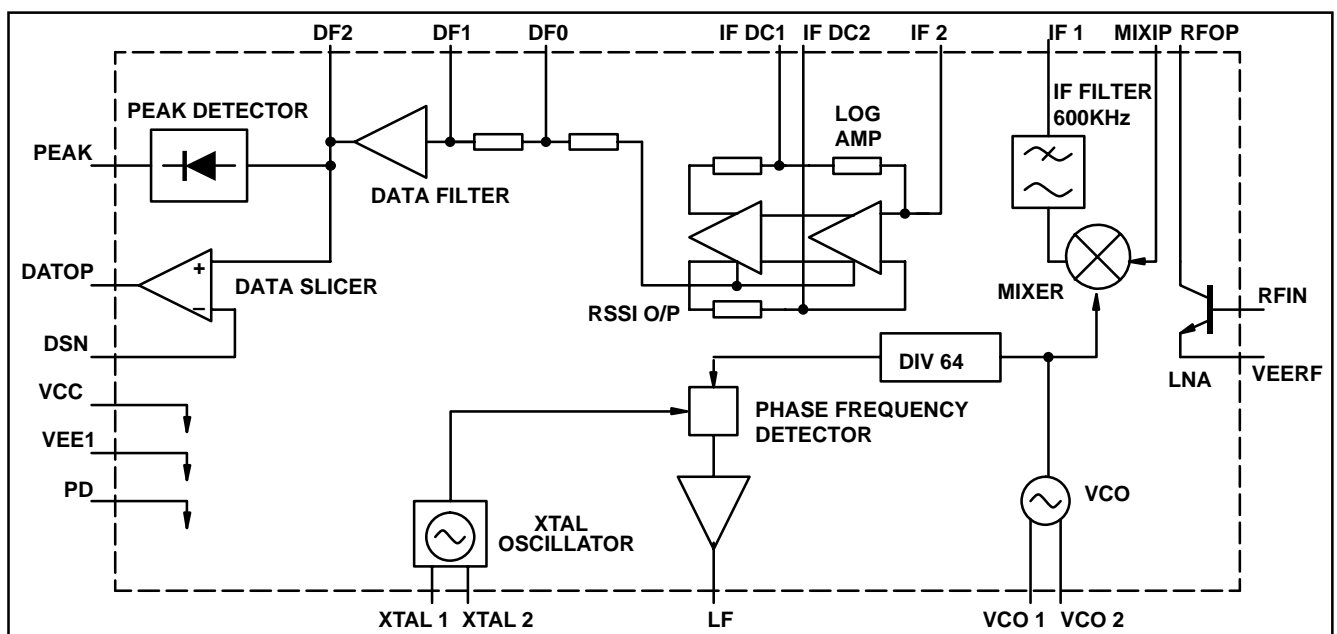 DF2 DF1 DF0 IF DC1 IF DC2 IF 2 IF 1 MIXIP RFOP
PEAK DETECTOR
IF FILTER
600KHz
LOG
AMP
PEAK
DATA FILTER
+
DATOP
DATA SLICER
–
MIXER
RFIN
RSSI O/P
DSN
DIV 64
LNA
VEERF
VCC
PHASE FREQUENCY
DETECTOR
VEE1
PD
VCO
XTAL
OSCILLATOR
XTAL 1 XTAL 2 LF VCO 1 VCO 2